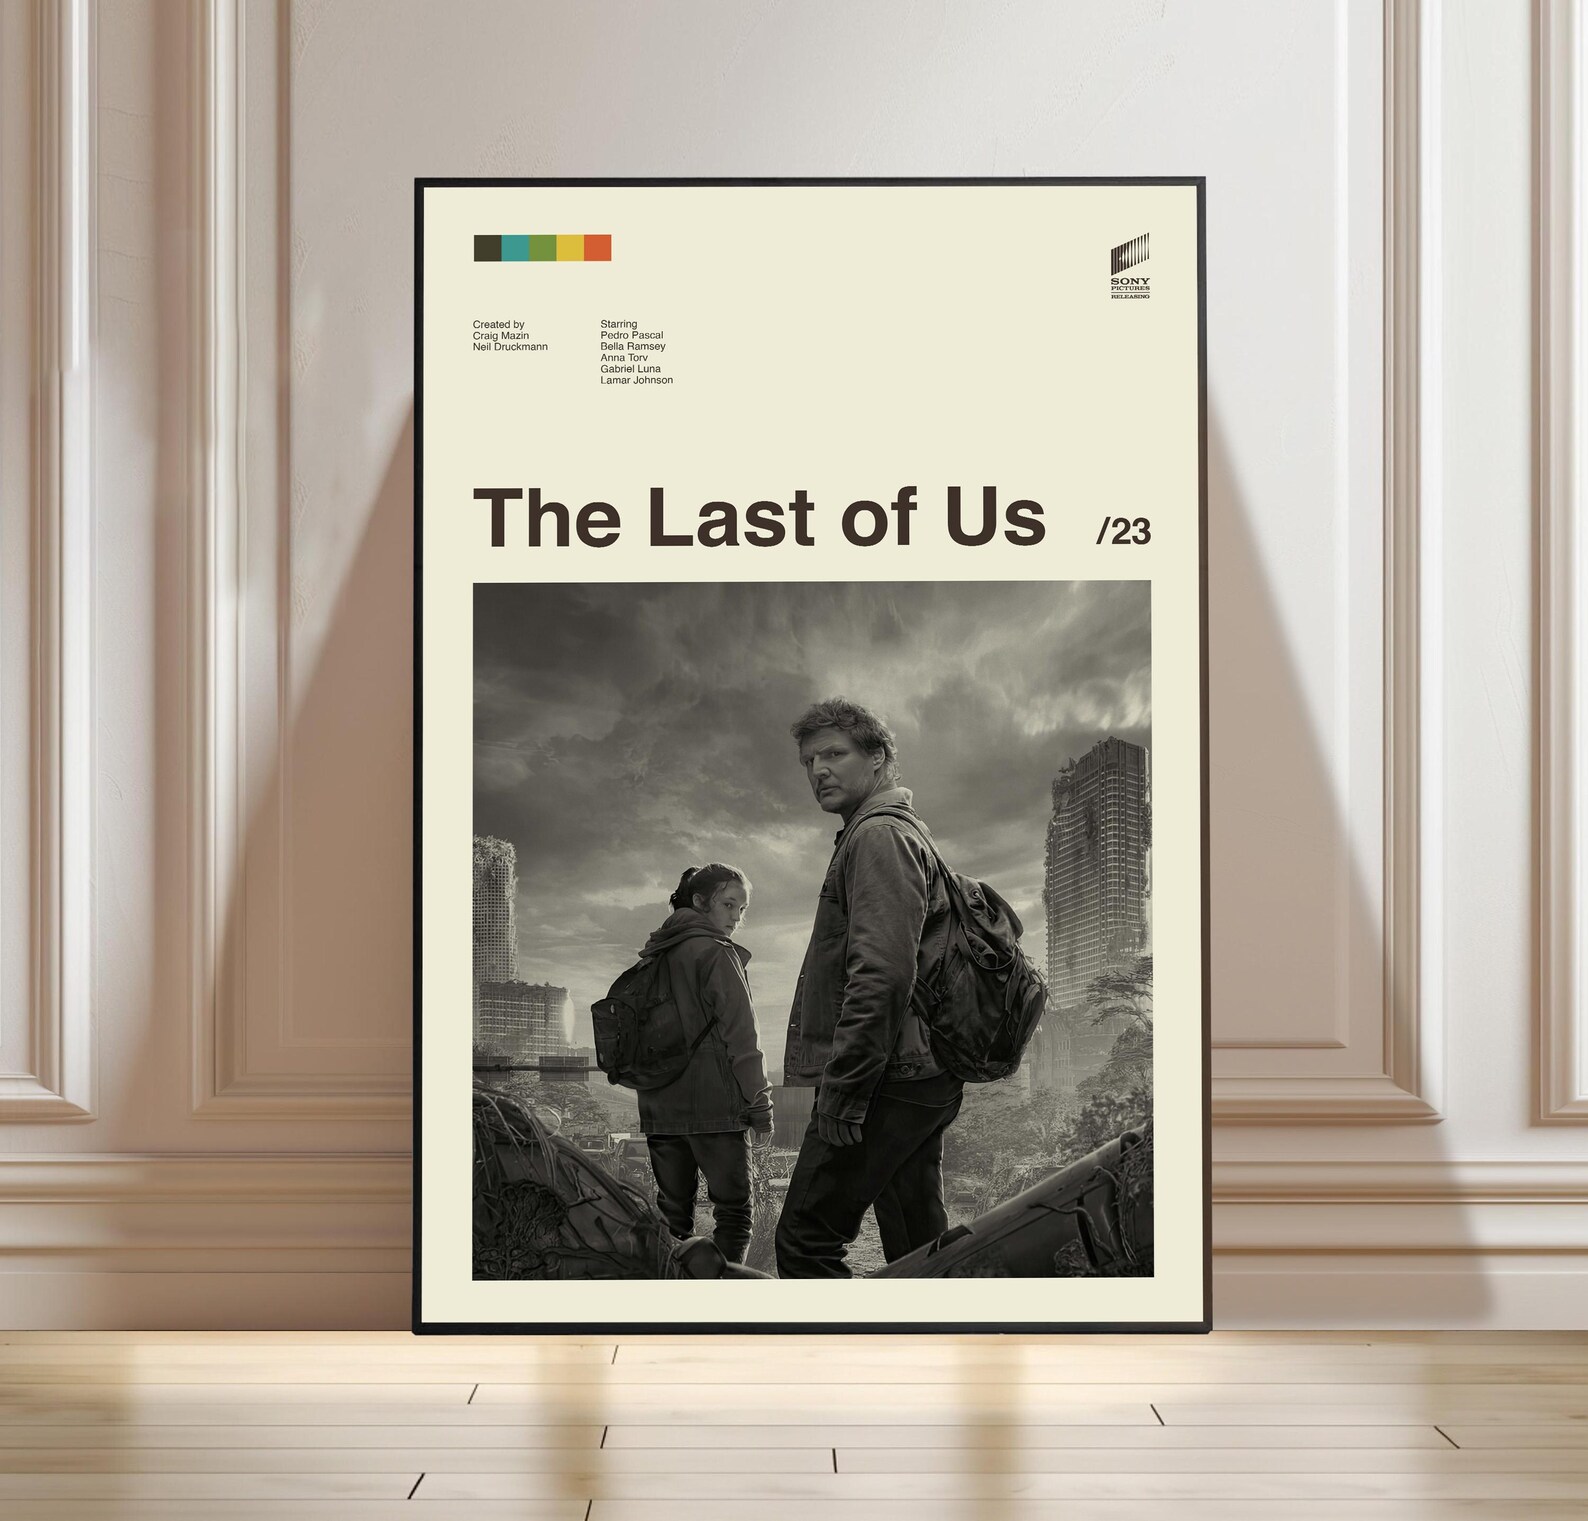 SONY
PICTURES
RELEASING
Created by
Craig Mazin
Neil Druckmann
Starring
Pedro Pascal
Bella Ramsey
Anna Torv
Gabriel Luna
Lamar Johnson
The Last of Us /23